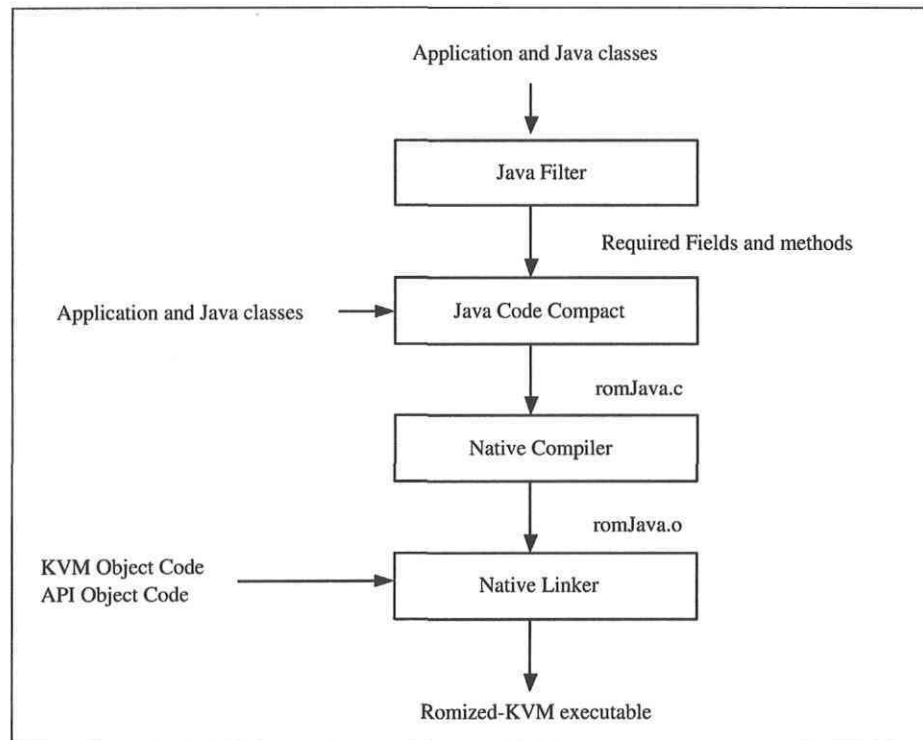 Application and Java classes
Java Filter
Required Fields and methods
Application and Java classes
Java Code Compact
romJava.c
Native Compiler
romJava.o
KVM Object Code
API Object Code
Native Linker
Romized-KVM executable